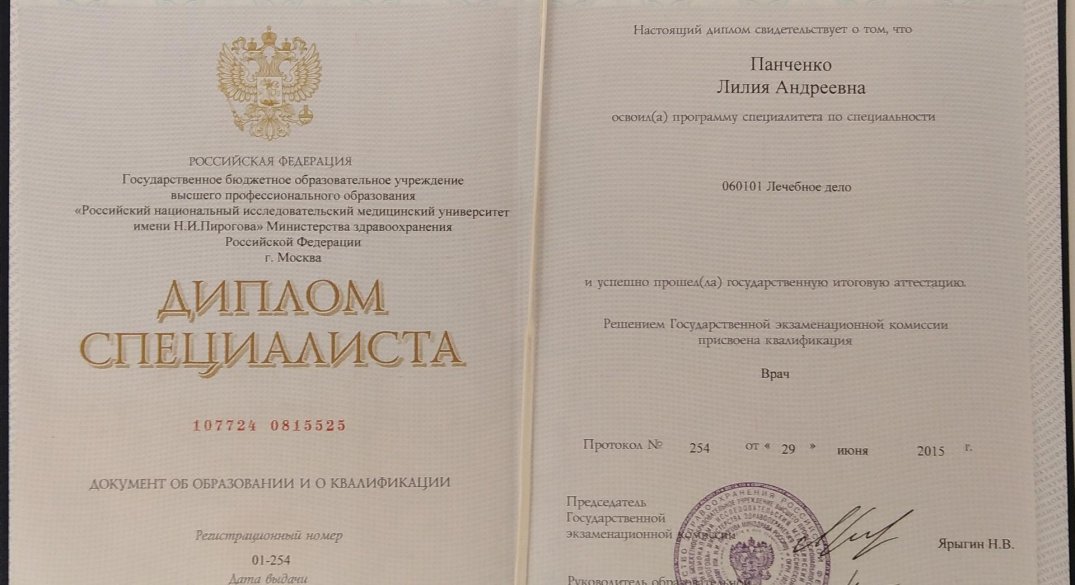 РОССИЙСКАЯ ФЕДЕРАЦИЯ
Государственное бюджетное образовательное учреждение
высшего профессионального образования
«Российский национальный исследовательский медицинский университет
имени Н.И.Пирогова» Министерства здравоохранения
Российской Федерации
г. Москва
ДИПЛОМ
СПЕЦИАЛИСТА
107724 0815525
ДОКУМЕНТ ОБ ОБРАЗОВАНИИ И О КВАЛИФИКАЦИИ
Регистрационный номер
01-254
Дата выдачи
Настоящий диплом свидетельствует о том, что
Панченко
Лилия Андреевна
освоил(а) программу специалитета по специальности
060101 Лечебное дело
и успешно прошел(ла) государственную итоговую аттестацию.
Решением Государственной экзаменационной комиссии
присвоена квалификация
Врач
Протокол № 254 от « 29 » июня 2015 г.
Председатель
Государственной
экзаменационной комиссии
Ярыгин Н.В.
Руководитель